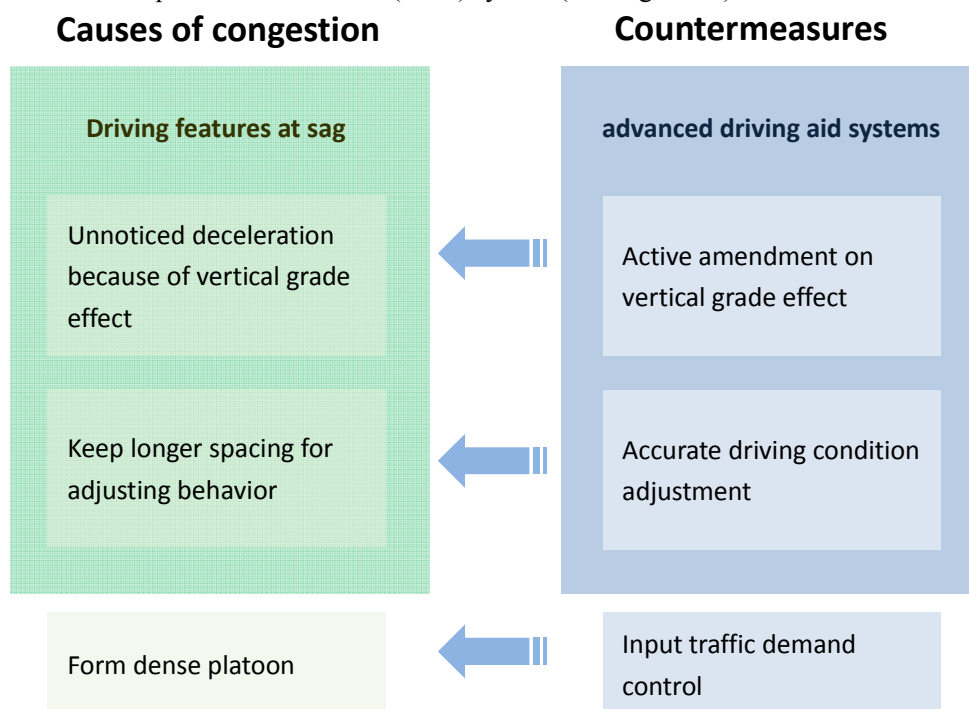 Causes of congestion
Countermeasures
Driving features at sag
advanced driving aid systems
Unnoticed deceleration
because of vertical grade
effect
Active amendment on
vertical grade effect
Keep longer spacing for
adjusting behavior
Accurate driving condition
adjustment
Form dense platoon
Input traffic demand
control